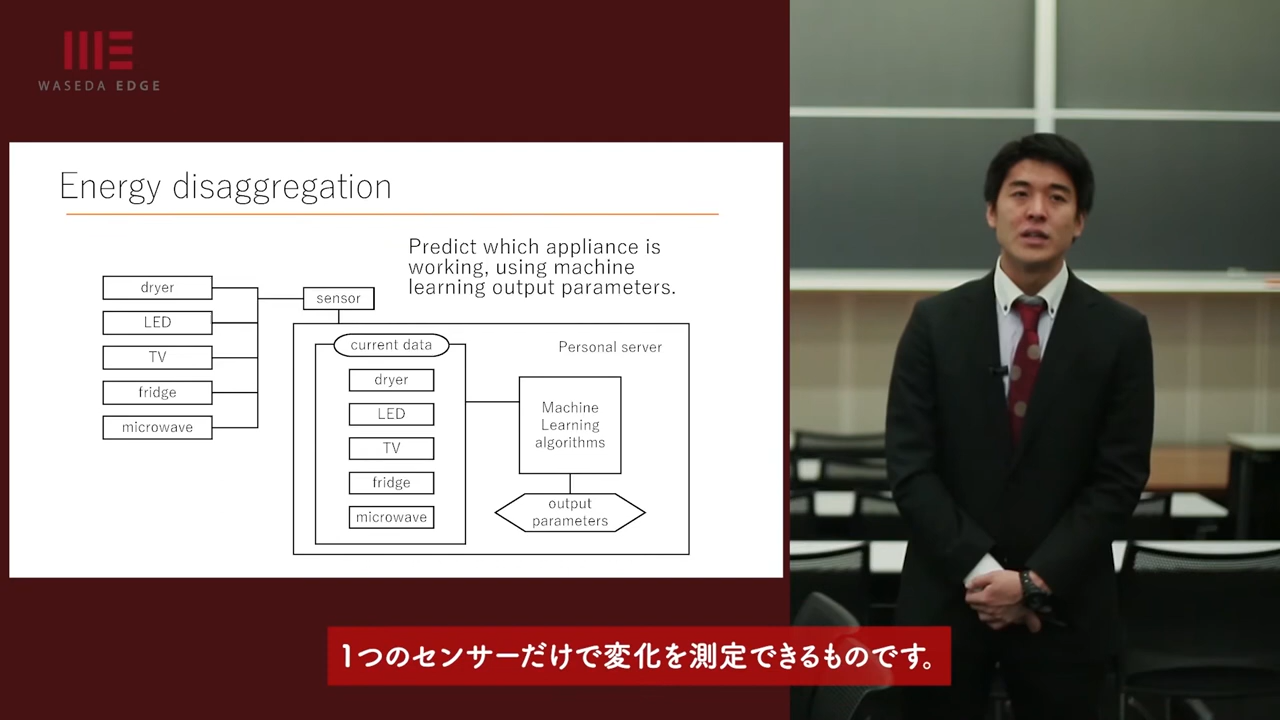 WASEDA EDGE
Energy disaggregation
Predict which appliance is
working, using machine
learning output parameters.
dryer
LED
TV
fridge
microwave
sensor
current data
dryer
LED
TV
fridge
microwave
Personal server
Machine
Learning
algorithms
output
parameters
1つのセンサーだけで変化を測定できるものです。